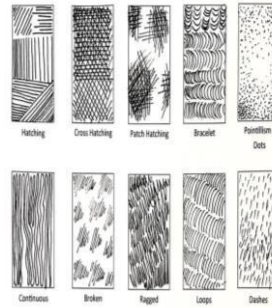 Hatching Cross Hatching Patch Hatching Bracelet Pointillism
Dots
Continuous Broken Ragged Loops Dashes